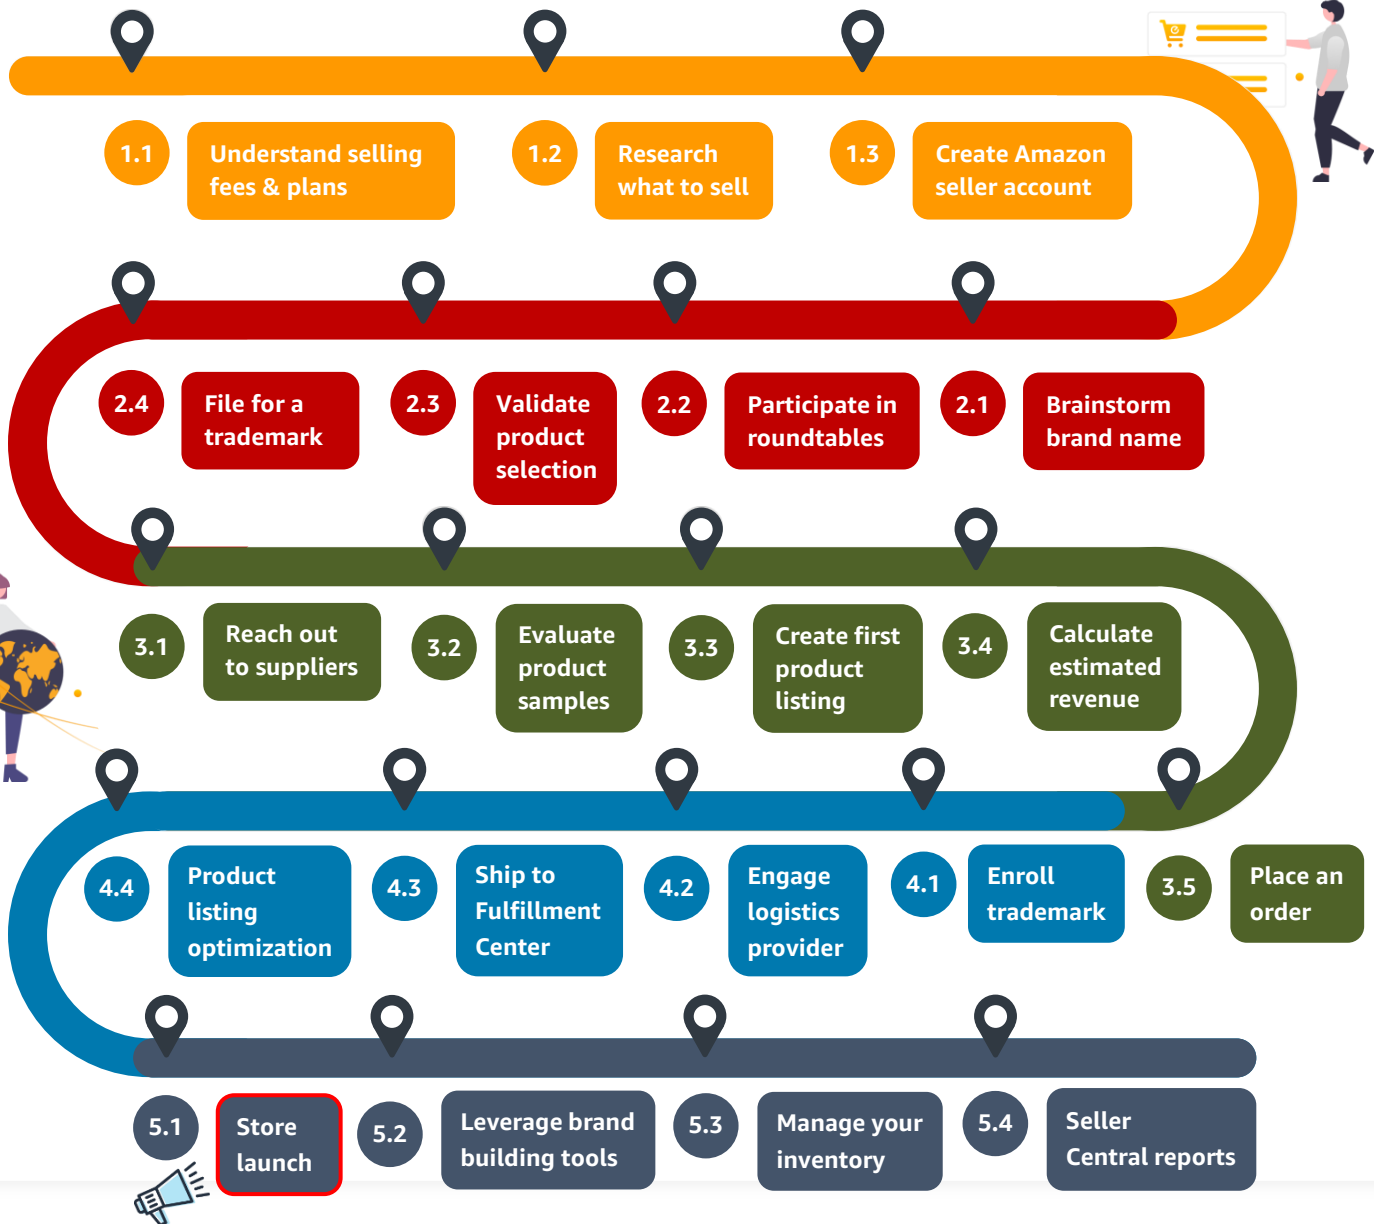 1.1
Understand selling
fees & plans
1.2
Research
what to sell
1.3
Create Amazon
seller account
2.4
File for a
trademark
2.3
Validate
product
selection
2.2
Participate in
roundtables
2.1
Brainstorm
brand name
3.1
Reach out
to suppliers
3.2
Evaluate
product
samples
3.3
Create first
product
listing
3.4
Calculate
estimated
revenue
4.4
Product
listing
optimization
4.3
Ship to
Fulfillment
Center
4.2
Engage
logistics
provider
4.1
Enroll
trademark
3.5
Place an
order
5.1
Store
launch
5.2
Leverage brand
building tools
5.3
Manage your
inventory
5.4
Seller
Central reports